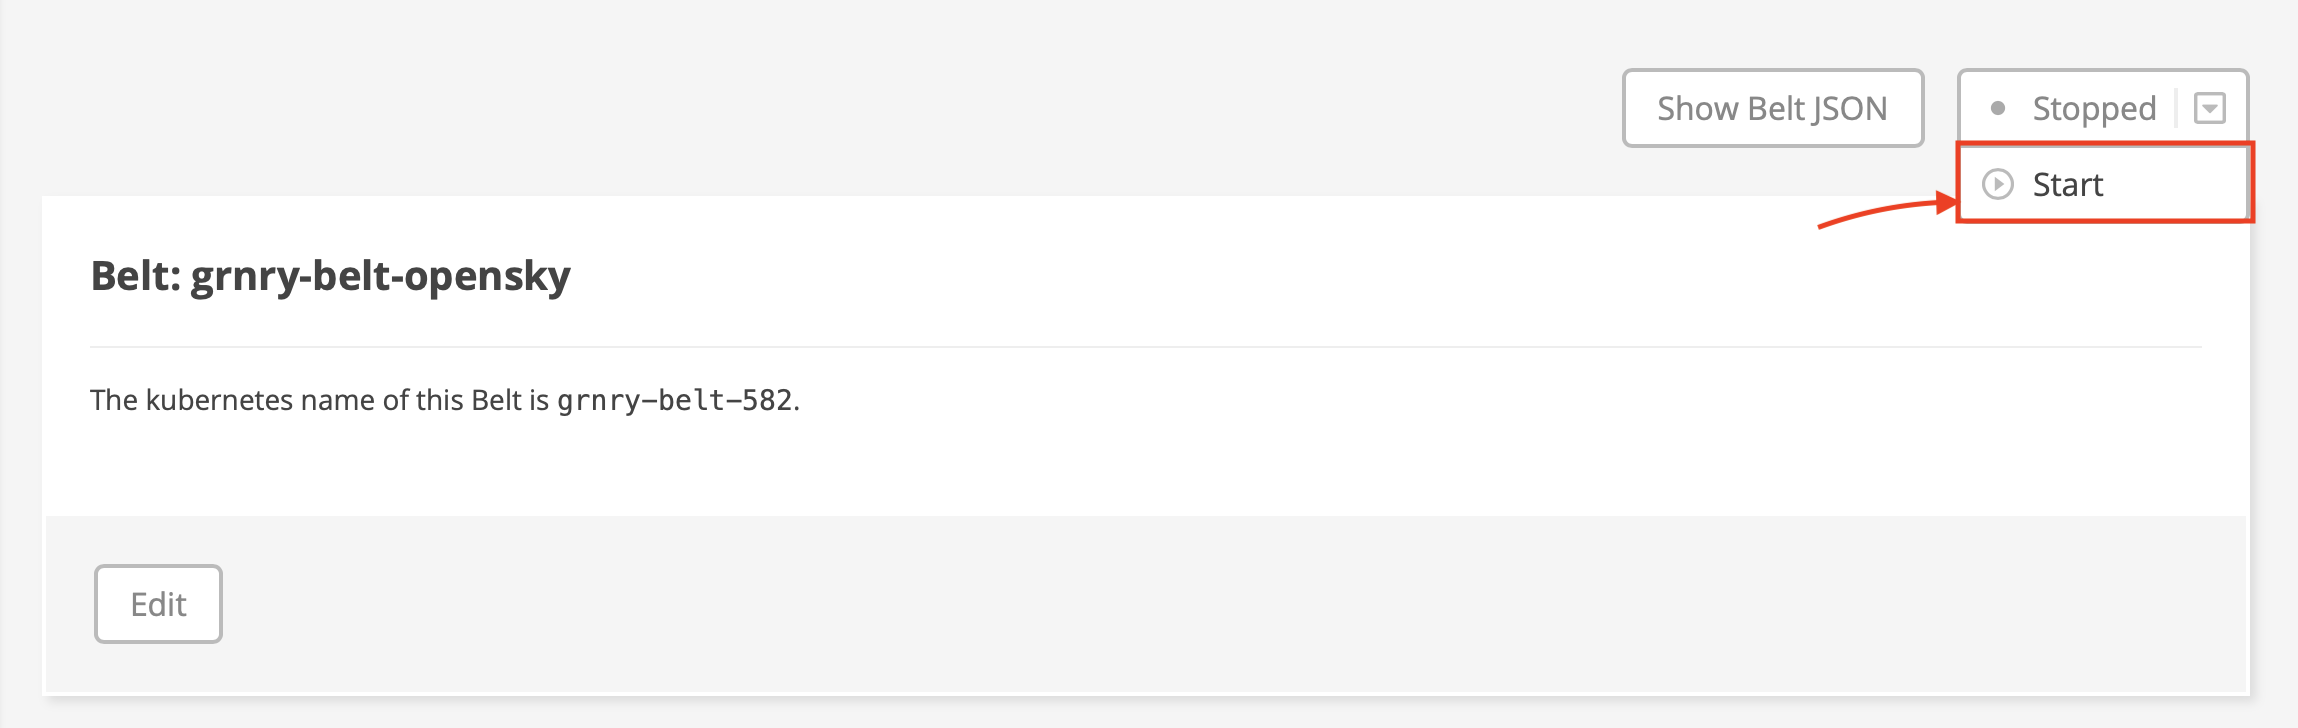 Show Belt JSON
Stopped
Start
Belt: grnry-belt-opensky
The kubernetes name of this Belt is grnry-belt-582.
Edit